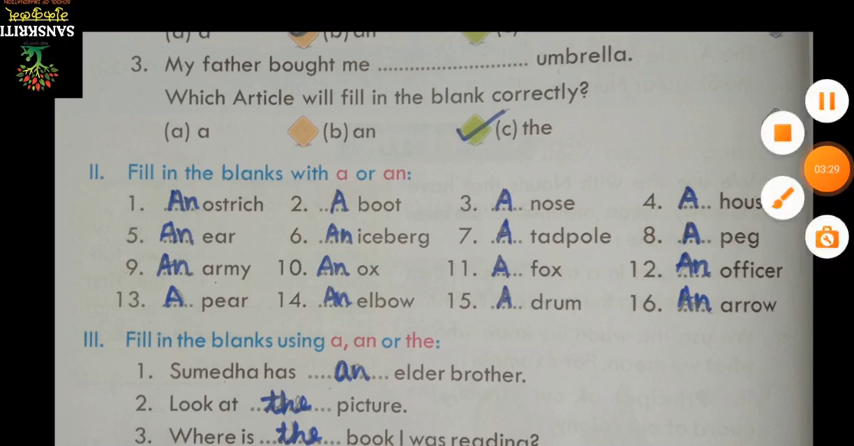 SANSKRITI
(a) a (b) an
3. My father bought me .............................. umbrella.
Which Article will fill in the blank correctly?
(a) a (b) an (c) the
03:29
II. Fill in the blanks with a or an:
1. An ostrich 2. A boot 3. A nose 4. A hous
5. An ear 6. An iceberg 7. A tadpole 8. A peg
9. An army 10. An ox 11. A fox 12. An officer
13. A pear 14. An elbow 15. A drum 16. An arrow
III. Fill in the blanks using a, an or the:
1. Sumedha has ....an.... elder brother.
2. Look at ...the... picture.
3. Where is ...the... book I was reading?